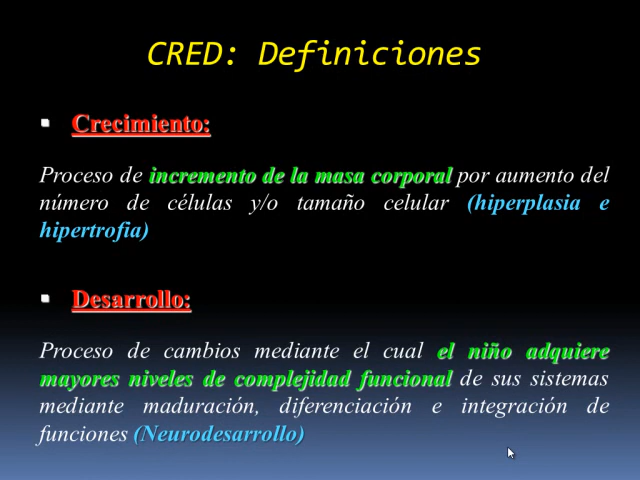 CRED: Definiciones
Crecimiento:
Proceso de incremento de la masa corporal por aumento del
número de células y/o tamaño celular (hiperplasia e
hipertrofia)
Desarrollo:
Proceso de cambios mediante el cual el niño adquiere
mayores niveles de complejidad funcional de sus sistemas
mediante maduración, diferenciación e integración de
funciones (Neurodesarrollo)